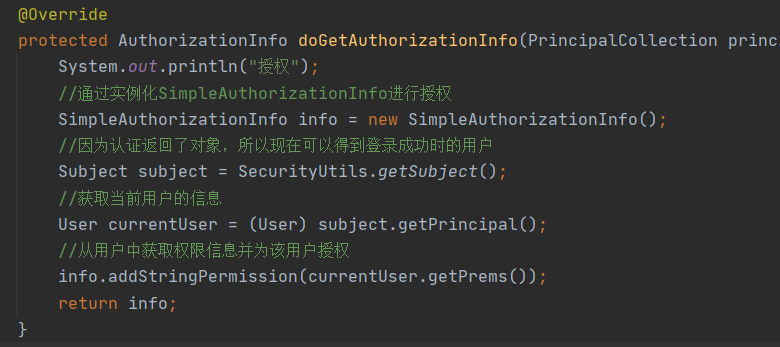 @Override
protected AuthorizationInfo doGetAuthorizationInfo(PrincipalCollection princi
System.out.println("授权");
//通过实例化SimpleAuthorizationInfo进行授权
SimpleAuthorizationInfo info = new SimpleAuthorizationInfo();
//因为认证返回了对象，所以现在可以得到登录成功时的用户
Subject subject = SecurityUtils.getSubject();
//获取当前用户的信息
User currentUser = (User) subject.getPrincipal();
//从用户中获取权限信息并为该用户授权
info.addStringPermission(currentUser.getPrems());
return info;
}